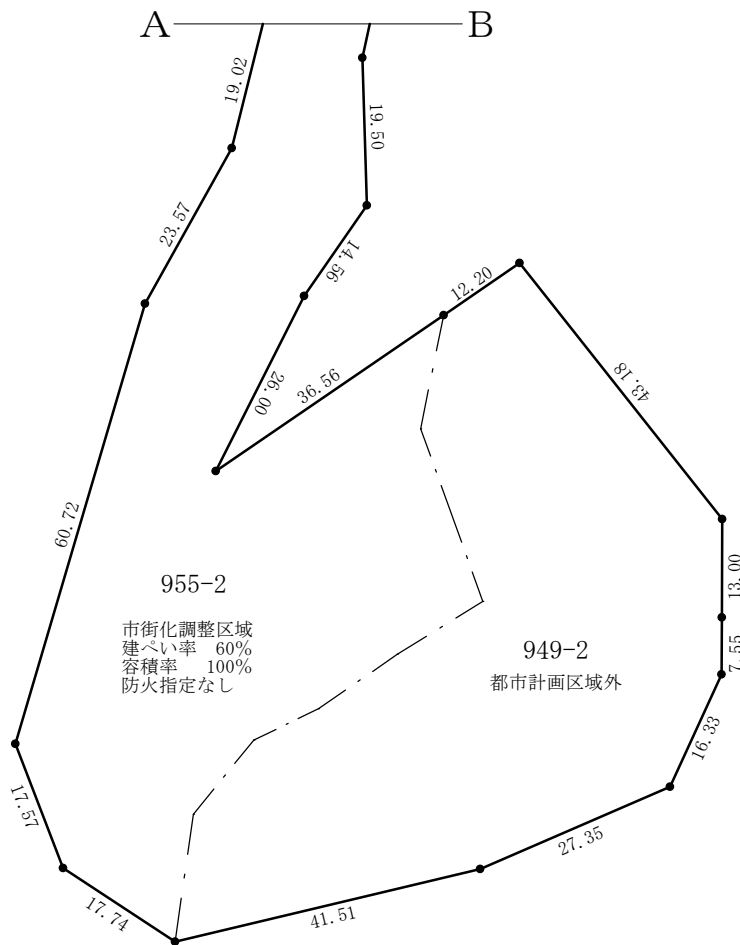 A
B
19.02
19.50
23.57
14.56
12.20
26.00
36.56
43.18
60.72
955-2
市街化調整区域
建ぺい率 60%
容積率 100%
防火指定なし
949-2
都市計画区域外
13.00
7.55
16.33
17.57
27.35
17.74
41.51